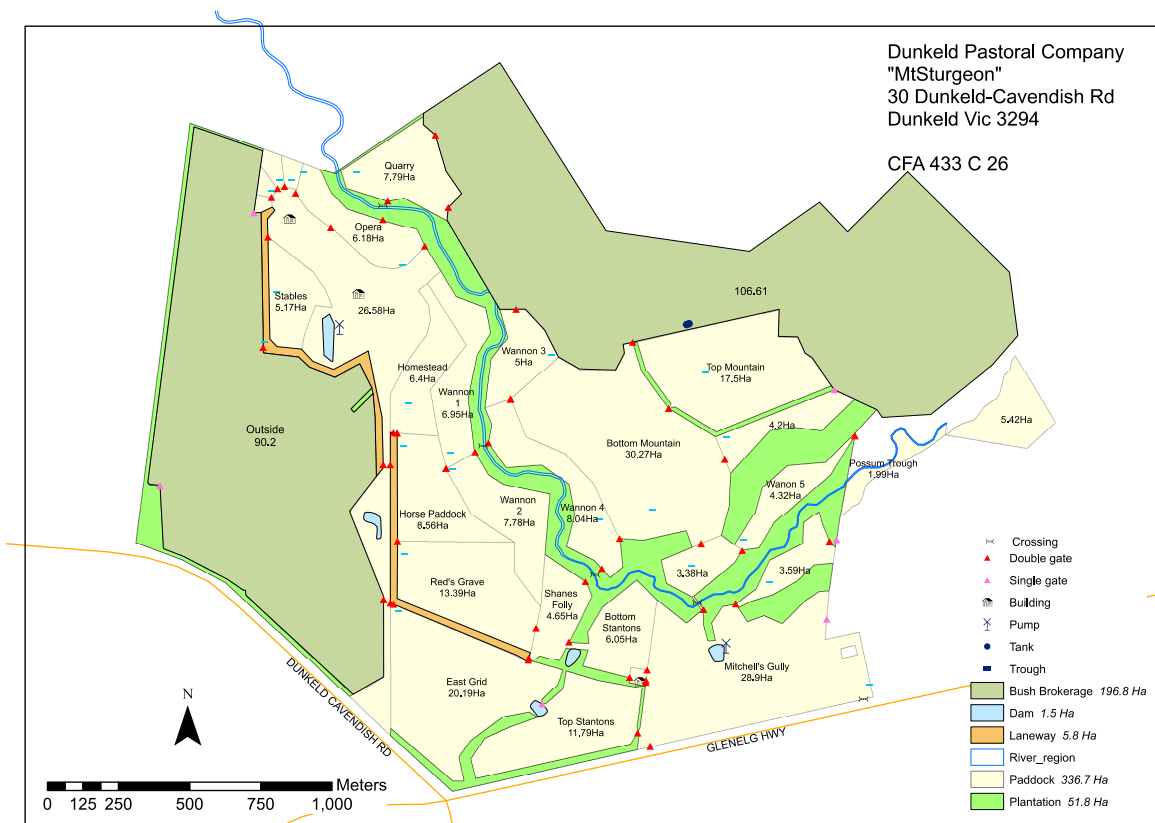 Dunkeld Pastoral Company
"MtSturgeon"
30 Dunkeld-Cavendish Rd
Dunkeld Vic 3294
CFA 433 C 26
Quarry
7,79Ha
Opera
6.18Ha
Stables
5.17Ha
26.58Ha
106.61
Wannon 3
5Ha
Top Mountain
17.5Ha
Homestead
6.4Ha
Wannon
1
6.95Ha
Outside
90.2
4.2Ha
5.42Ha
Bottom Mountain
30.27Ha
Possum Trough
1.99Ha
Wanon 5
4.32Ha
Wannon
2
7.78Ha
Wannon 4
8.04Ha
Horse Paddock
8.56Ha
3.38Ha
3.59Ha
Red's Grave
13.39Ha
Shanes
Folly
4.65Ha
Bottom
Stantons
6.05Ha
Mitchell's Gully
28.9Ha
East Grid
20.19Ha
Top Stantons
11,79Ha
DUNKELD CAVENDISH RD
GLENELG HWY
N
Meters
0 125 250 500 750 1,000
Crossing
Double gate
Single gate
Building
Pump
Tank
Trough
Bush Brokerage 196.8 Ha
Dam 1.5 Ha
Laneway 5.8 Ha
River_region
Paddock 336.7 Ha
Plantation 51.8 Ha